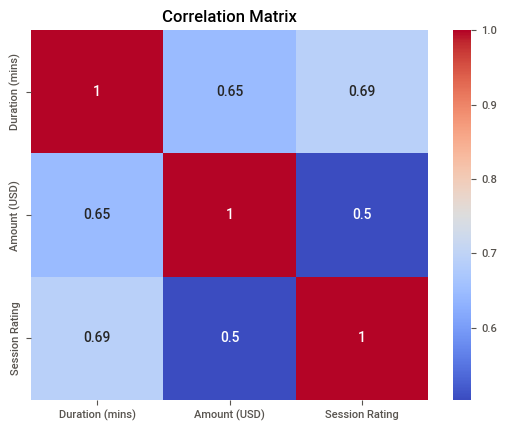 Correlation Matrix
Duration (mins)
1
0.65
0.69
Amount (USD)
0.65
1
0.5
Session Rating
0.69
0.5
1
Duration (mins)
Amount (USD)
Session Rating
1.0
0.9
0.8
0.7
0.6